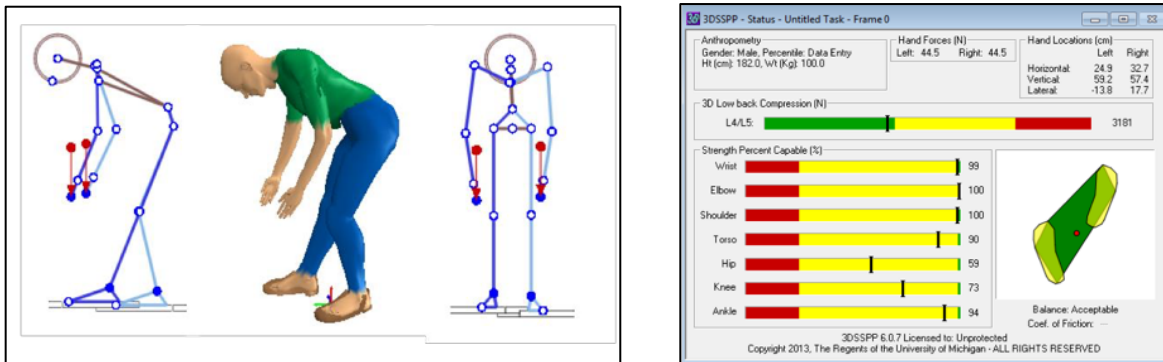 3DSSPP - Status - Untitled Task - Frame 0
Anthropometry
Gender: Male, Percentile: Data Entry
Ht (cm): 182.0, Wt (Kg): 100.0
Hand Forces (N)
Left: 44.5 Right: 44.5
Hand Locations (cm)
Left Right
Horizontal: 24.9 32.7
Vertical: 59.2 57.4
Lateral: -13.8 17.7
3D Low back Compression (N)
L4/L5: 3181
Strength Percent Capable (%)
Wrist 99
Elbow 100
Shoulder 100
Torso 90
Hip 59
Knee 73
Ankle 94
Balance: Acceptable
Coef. of Friction: ---
3DSSPP 6.0.7 Licensed to: Unprotected
Copyright 2013, The Regents of the University of Michigan - ALL RIGHTS RESERVED